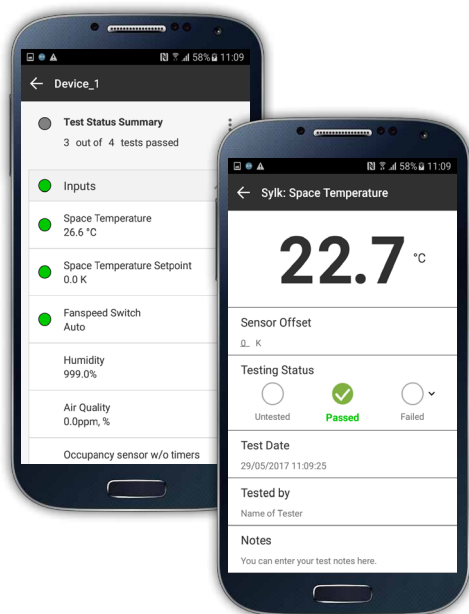 58% 11:09
Device_1
Test Status Summary
3 out of 4 tests passed
Inputs
Space Temperature
26.6 °C
Space Temperature Setpoint
0.0 K
Fanspeed Switch
Auto
Humidity
999.0%
Air Quality
0.0ppm, %
Occupancy sensor w/o timers
58% 11:09
Sylk: Space Temperature
22.7 °C
Sensor Offset
0 K
Testing Status
Untested Passed Failed
Test Date
29/05/2017 11:09:25
Tested by
Name of Tester
Notes
You can enter your test notes here.